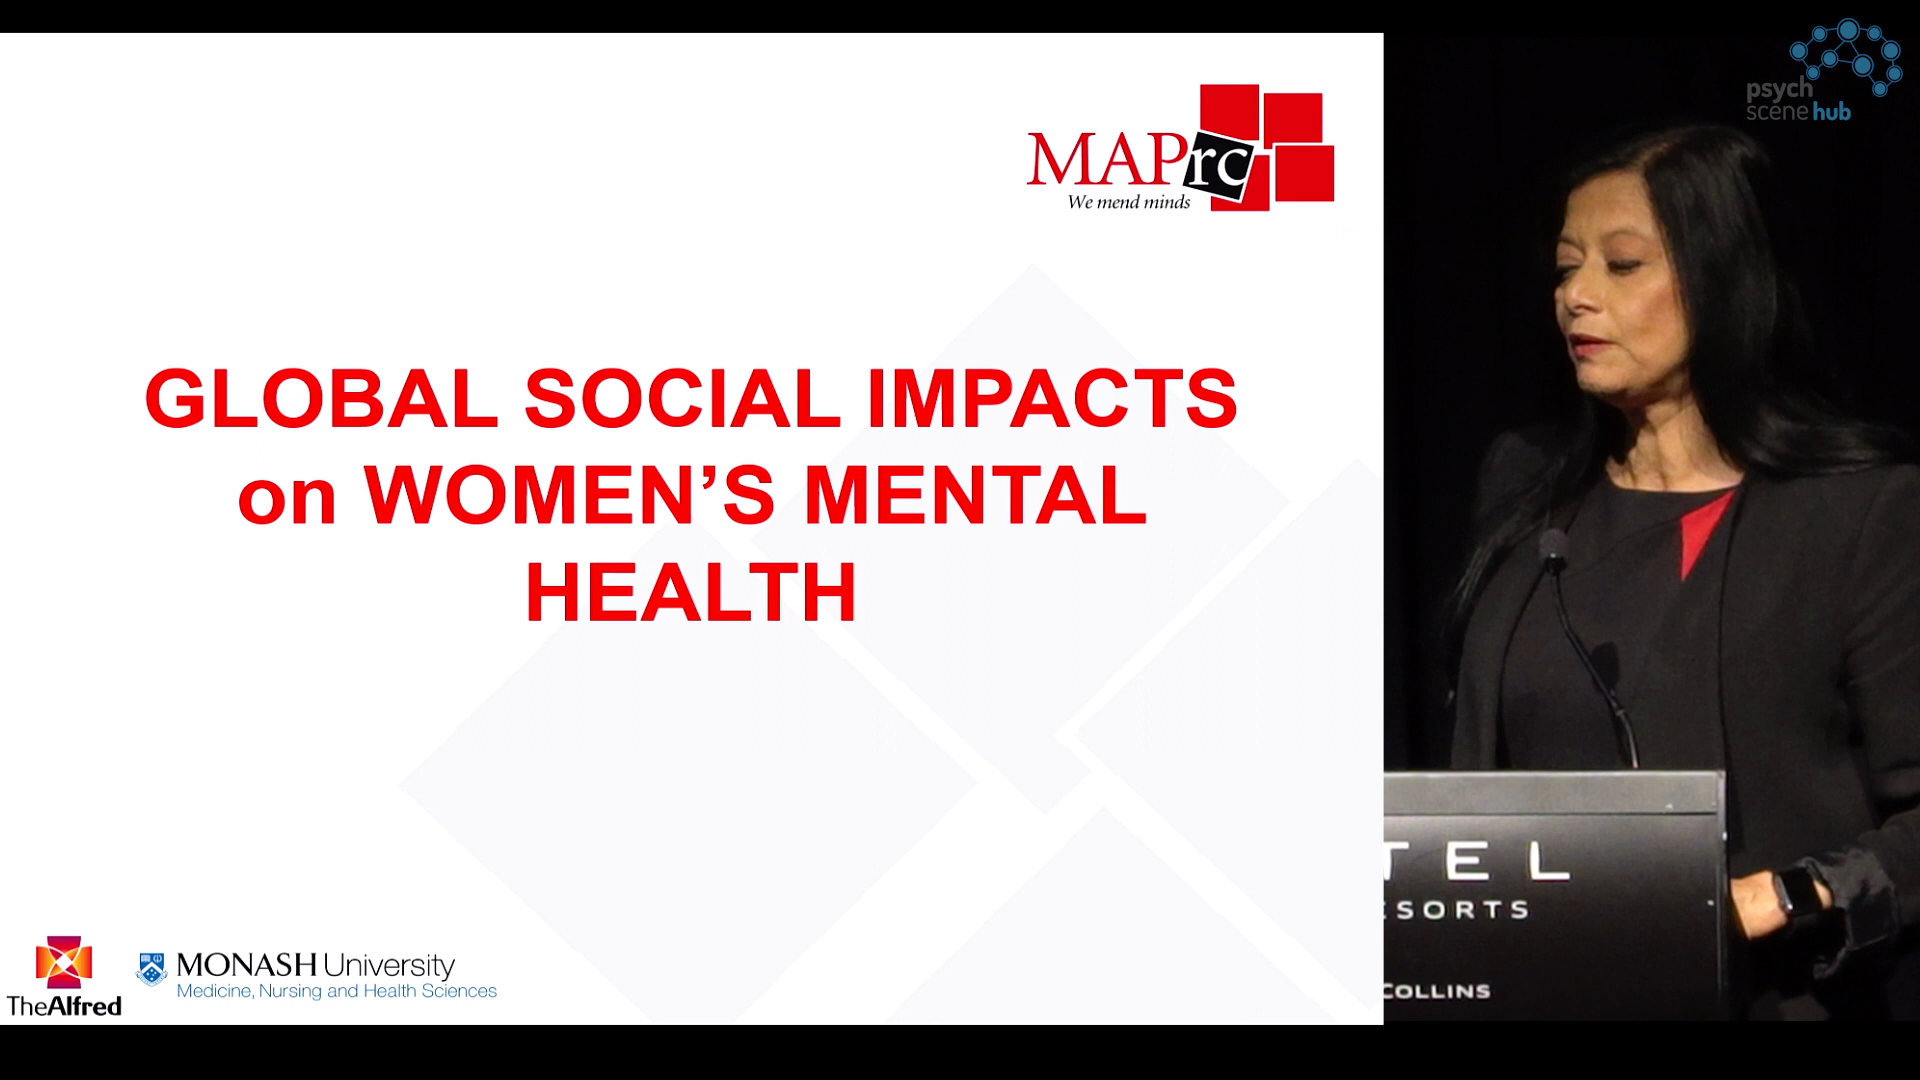 MAPrc
We mend minds
GLOBAL SOCIAL IMPACTS
on WOMEN’S MENTAL
HEALTH
TheAlfred
MONASH University
Medicine, Nursing and Health Sciences
psych
scene hub
TEL
ESORTS
COLLINS